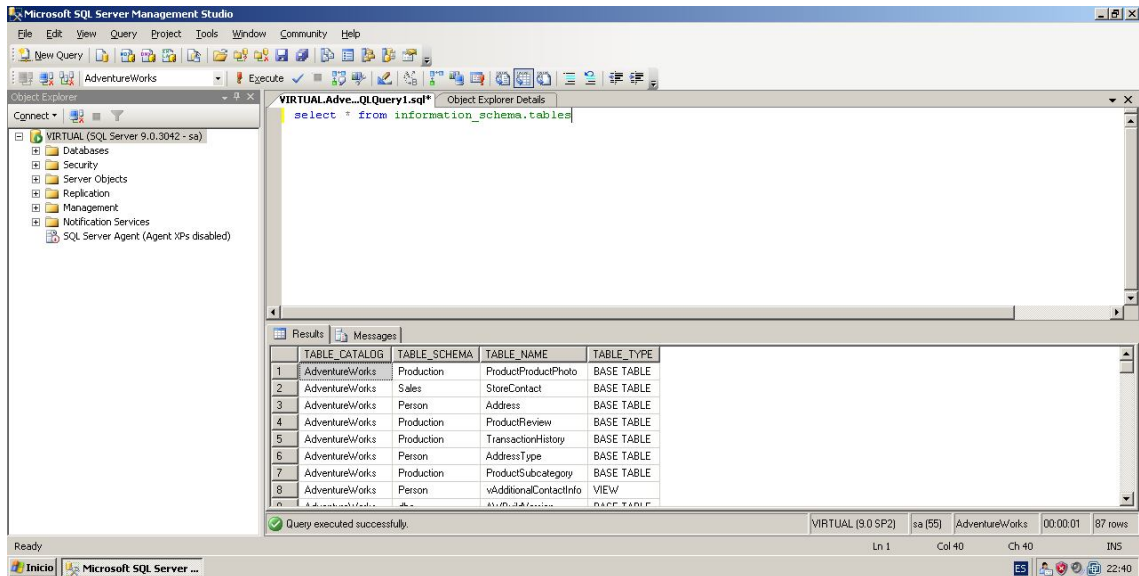 Microsoft SQL Server Management Studio
File Edit View Query Project Tools Window Community Help
New Query
AdventureWorks Execute
Object Explorer
Connect
VIRTUAL (SQL Server 9.0.3042 - sa)
Databases
Security
Server Objects
Replication
Management
Notification Services
SQL Server Agent (Agent XPs disabled)
VIRTUAL.Adve...QLQuery1.sql* Object Explorer Details
select * from information_schema.tables
Results Messages
TABLE_CATALOG TABLE_SCHEMA TABLE_NAME TABLE_TYPE
1 AdventureWorks Production ProductProductPhoto BASE TABLE
2 AdventureWorks Sales StoreContact BASE TABLE
3 AdventureWorks Person Address BASE TABLE
4 AdventureWorks Production ProductReview BASE TABLE
5 AdventureWorks Production TransactionHistory BASE TABLE
6 AdventureWorks Person AddressType BASE TABLE
7 AdventureWorks Production ProductSubcategory BASE TABLE
8 AdventureWorks Person vAdditionalContactInfo VIEW
Query executed successfully. VIRTUAL (9.0 SP2) sa (55) AdventureWorks 00:00:01 87 rows
Ready Ln 1 Col 40 Ch 40 INS
Inicio Microsoft SQL Server ... ES 22:40